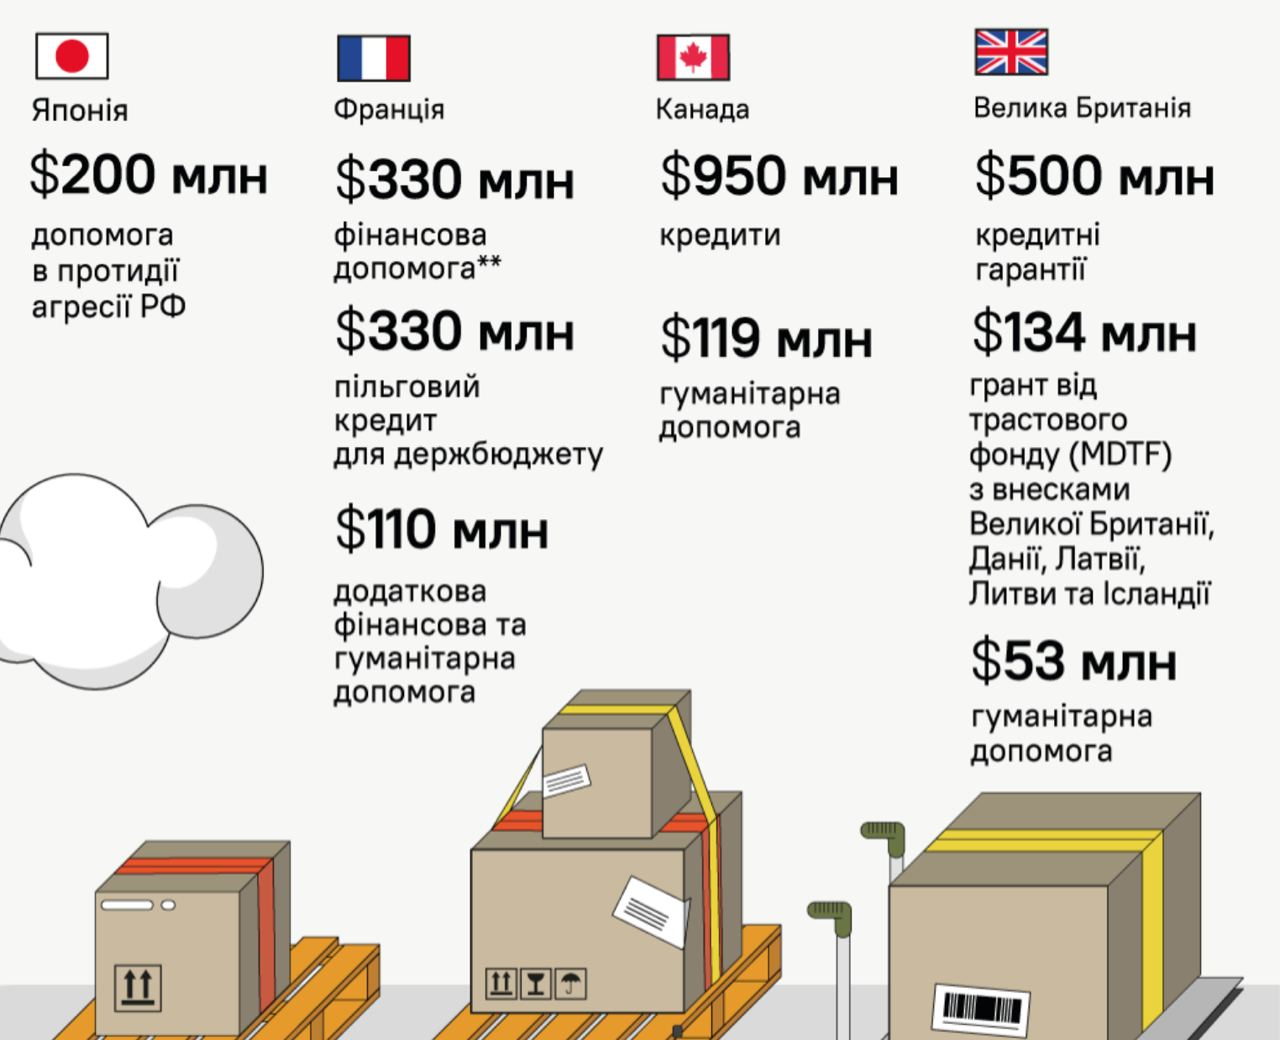 Японія
$200 млн
допомога
в протидії
агресії РФ
Франція
$330 млн
фінансова
допомога**
$330 млн
пільговий
кредит
для держбюджету
$110 млн
додаткова
фінансова та
гуманітарна
допомога
Канада
$950 млн
кредити
$119 млн
гуманітарна
допомога
Велика Британія
$500 млн
кредитні
гарантії
$134 млн
грант від
трастового
фонду (MDTF)
з внесками
Великої Британії,
Данії, Латвії,
Литви та Ісландії
$53 млн
гуманітарна
допомога